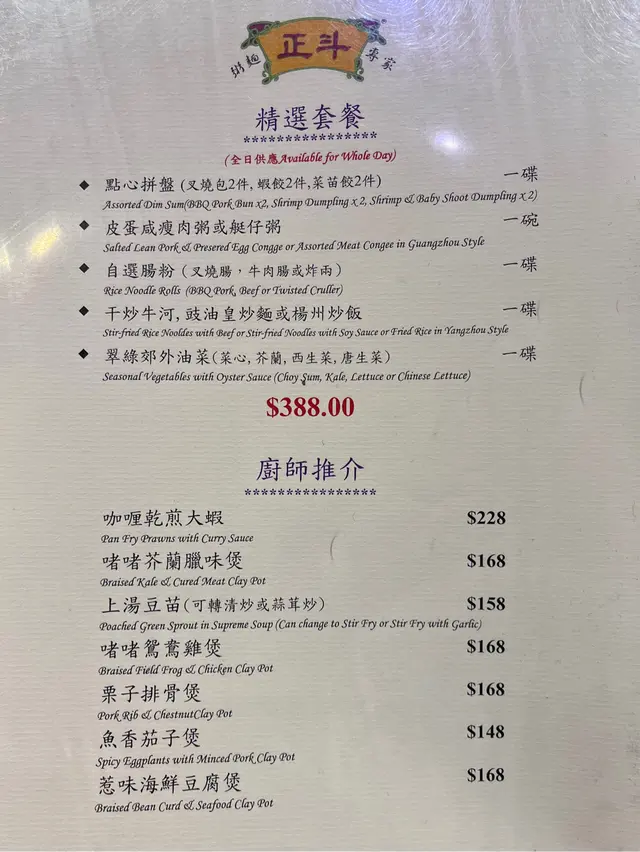 正斗
粥麵專家
精選套餐
***************
(全日供應Available for Whole Day)
◆ 點心拼盤 (叉燒包2件, 蝦餃2件,菜苗餃2件) 一碟
Assorted Dim Sum(BBQ Pork Bun x2, Shrimp Dumpling x 2, Shrimp & Baby Shoot Dumpling x 2)
◆ 皮蛋咸瘦肉粥或艇仔粥 一碗
Salted Lean Pork & Presered Egg Congge or Assorted Meat Congee in Guangzhou Style
◆ 自選腸粉 (叉燒腸，牛肉腸或炸兩) 一碟
Rice Noodle Rolls (BBQ Pork, Beef or Twisted Cruller)
◆ 干炒牛河, 豉油皇炒麵或楊州炒飯 一碟
Stir-fried Rice Nooldes with Beef or Stir-fried Noodles with Soy Sauce or Fried Rice in Yangzhou Style
◆ 翠綠郊外油菜(菜心, 芥蘭, 西生菜, 唐生菜) 一碟
Seasonal Vegetables with Oyster Sauce (Choy Sum, Kale, Lettuce or Chinese Lettuce)
$388.00
廚師推介
***************
咖喱乾煎大蝦 $228
Pan Fry Prawns with Curry Sauce
啫啫芥蘭臘味煲 $168
Braised Kale & Cured Meat Clay Pot
上湯豆苗(可轉清炒或蒜茸炒) $158
Poached Green Sprout in Supreme Soup (Can change to Stir Fry or Stir Fry with Garlic)
啫啫鴛鴦雞煲 $168
Braised Field Frog & Chicken Clay Pot
栗子排骨煲 $168
Pork Rib & ChestnutClay Pot
魚香茄子煲 $148
Spicy Eggplants with Minced Pork Clay Pot
惹味海鮮豆腐煲 $168
Braised Bean Curd & Seafood Clay Pot